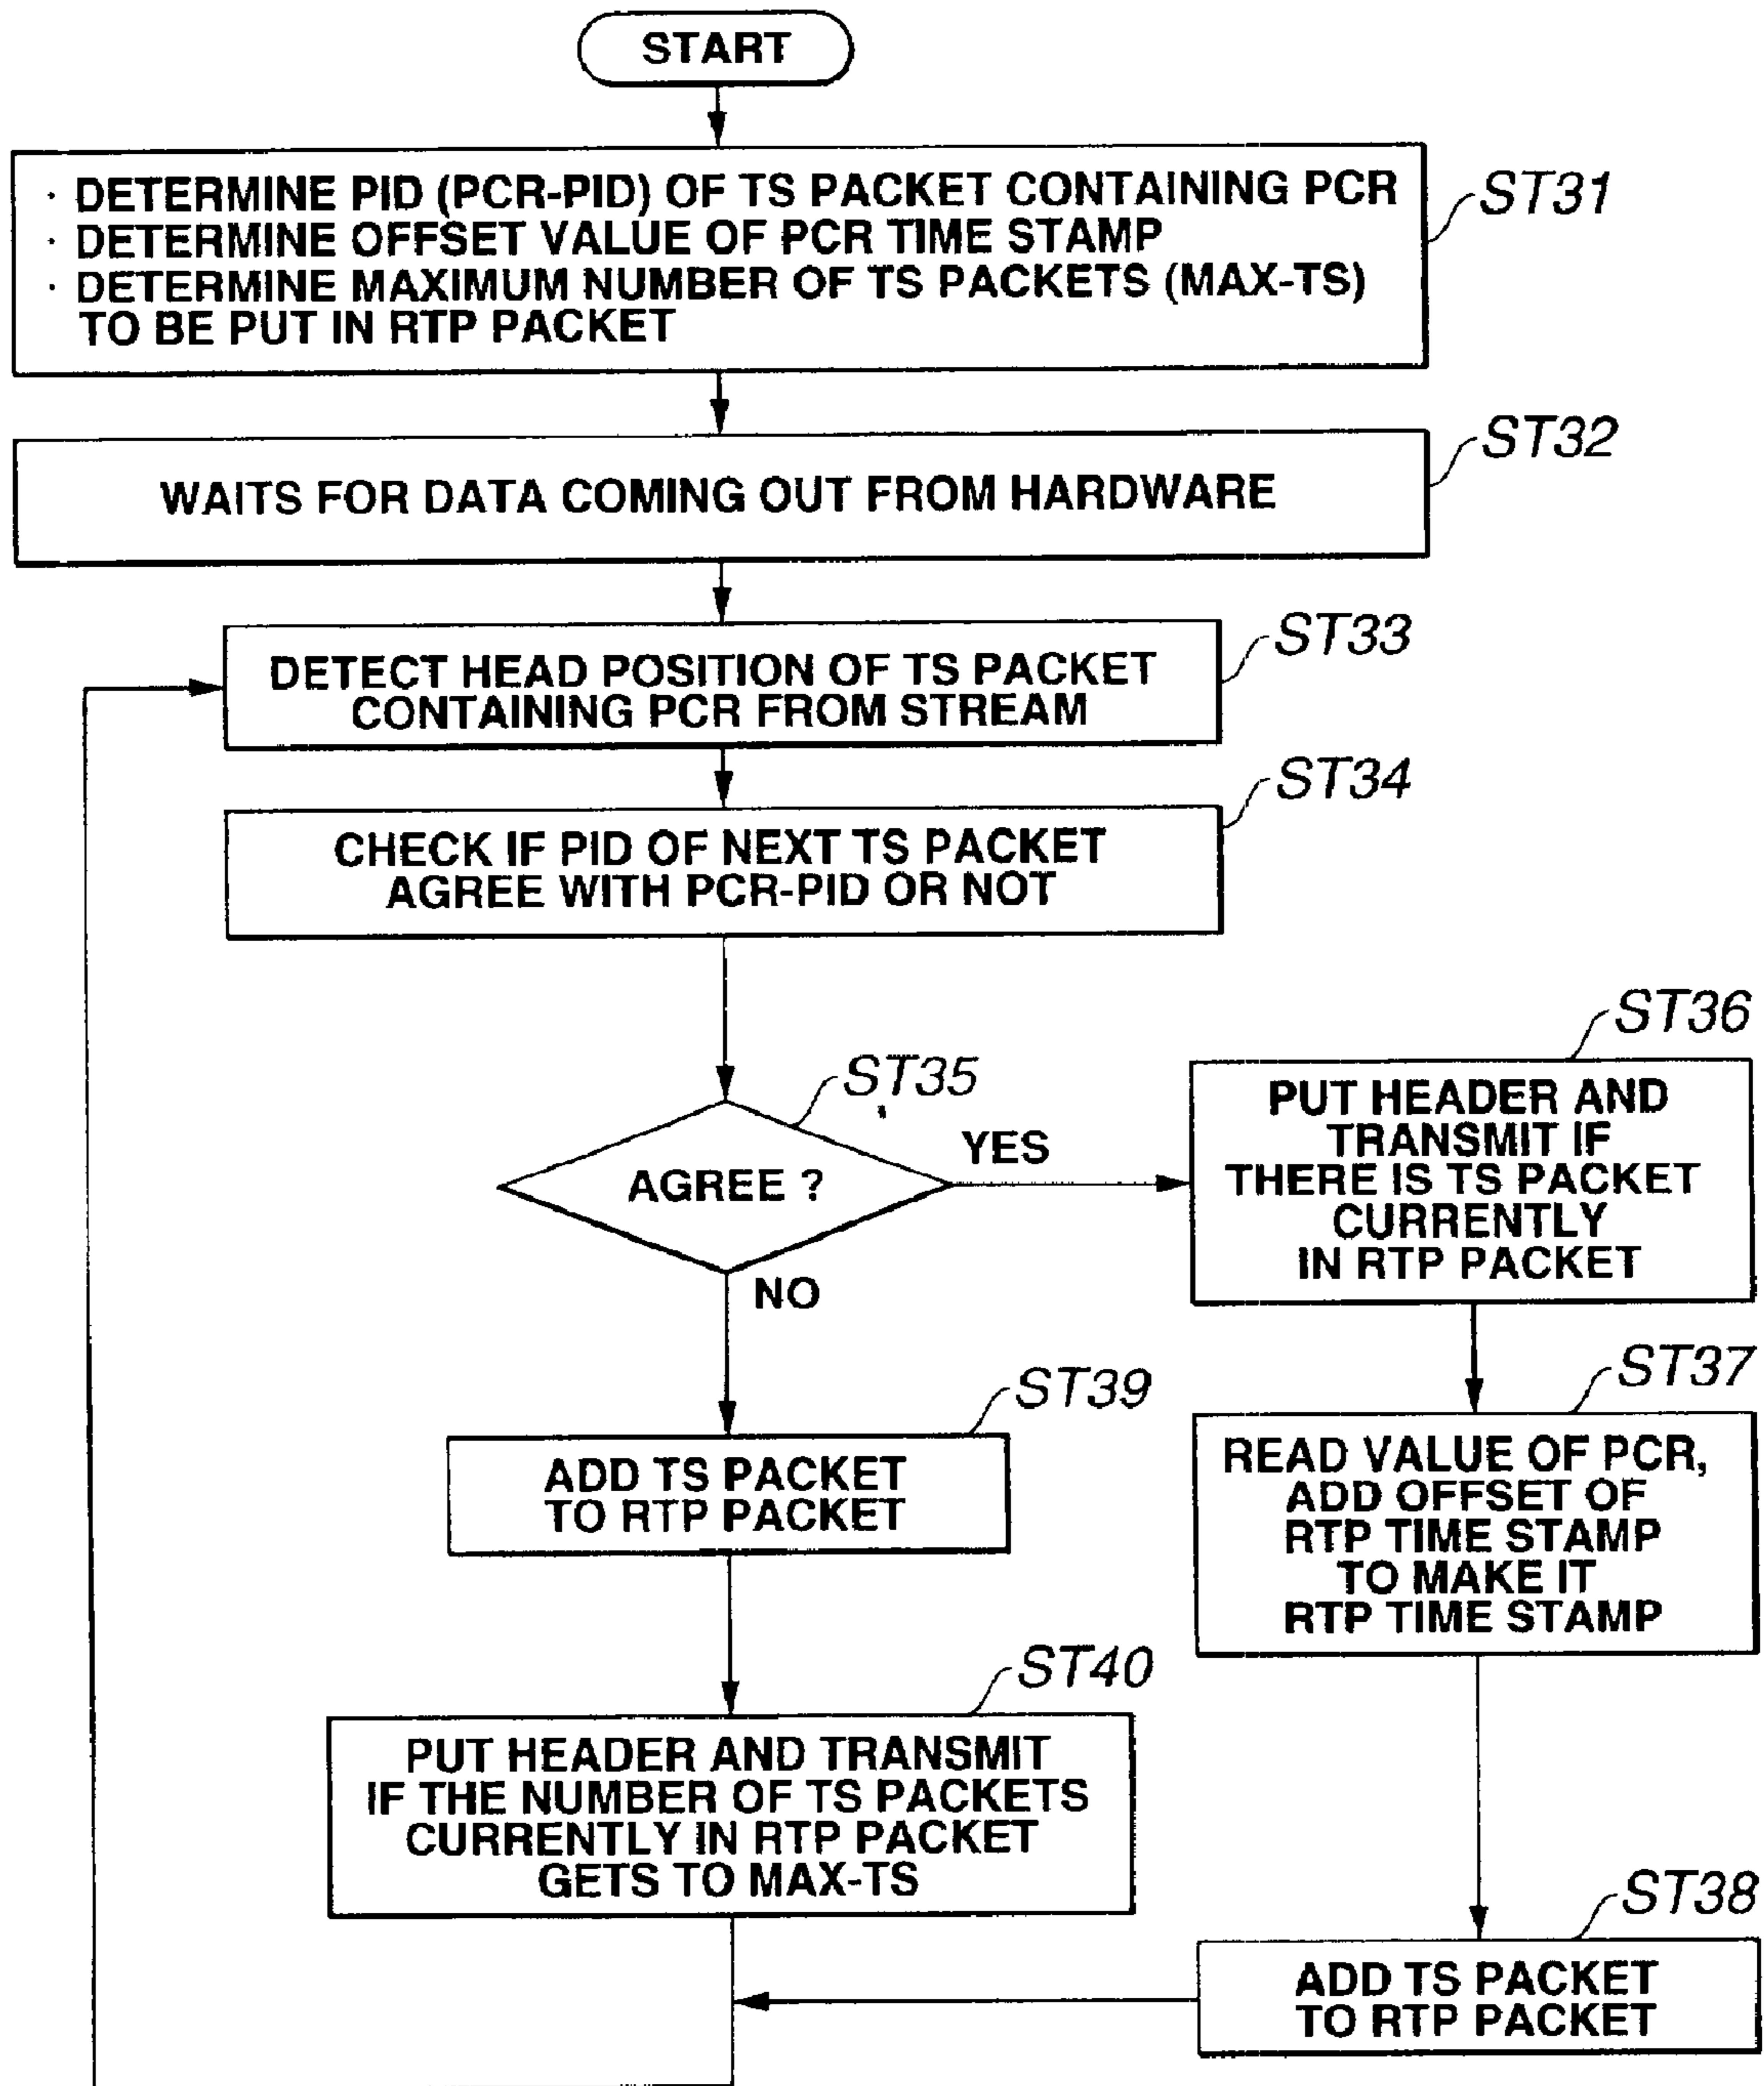 START
· DETERMINE PID (PCR-PID) OF TS PACKET CONTAINING PCR
· DETERMINE OFFSET VALUE OF PCR TIME STAMP
· DETERMINE MAXIMUM NUMBER OF TS PACKETS (MAX-TS)
TO BE PUT IN RTP PACKET
ST31
WAITS FOR DATA COMING OUT FROM HARDWARE
ST32
DETECT HEAD POSITION OF TS PACKET
CONTAINING PCR FROM STREAM
ST33
CHECK IF PID OF NEXT TS PACKET
AGREE WITH PCR-PID OR NOT
ST34
AGREE ?
ST35
YES
NO
PUT HEADER AND
TRANSMIT IF
THERE IS TS PACKET
CURRENTLY
IN RTP PACKET
ST36
READ VALUE OF PCR,
ADD OFFSET OF
RTP TIME STAMP
TO MAKE IT
RTP TIME STAMP
ST37
ADD TS PACKET
TO RTP PACKET
ST39
PUT HEADER AND TRANSMIT
IF THE NUMBER OF TS PACKETS
CURRENTLY IN RTP PACKET
GETS TO MAX-TS
ST40
ADD TS PACKET
TO RTP PACKET
ST38